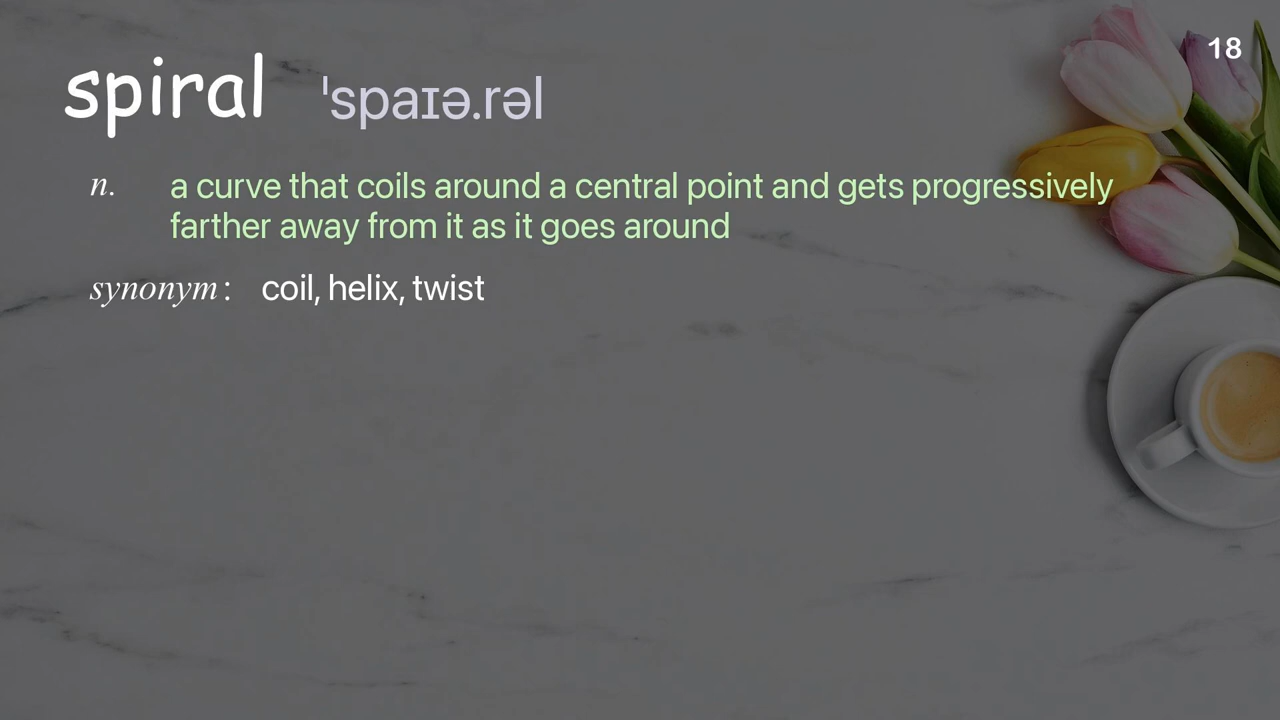 18
spiral ˈspaɪə.rəl
n. a curve that coils around a central point and gets progressively
farther away from it as it goes around
synonym: coil, helix, twist